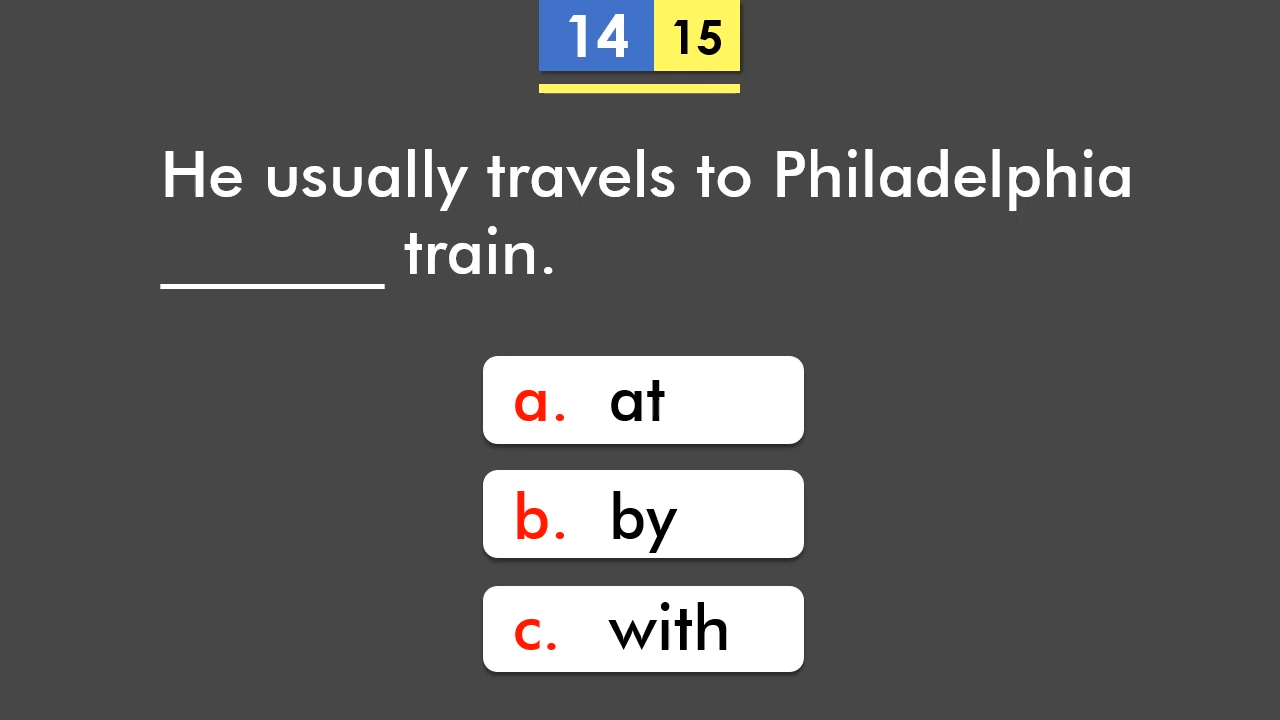 14 15
He usually travels to Philadelphia
_______ train.
a. at
b. by
c. with